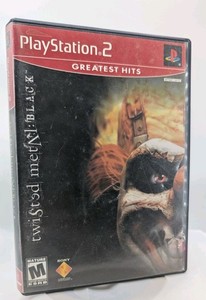 PlayStation 2
GREATEST HITS
twisted metal: BLACK
MATURE
M
SONY